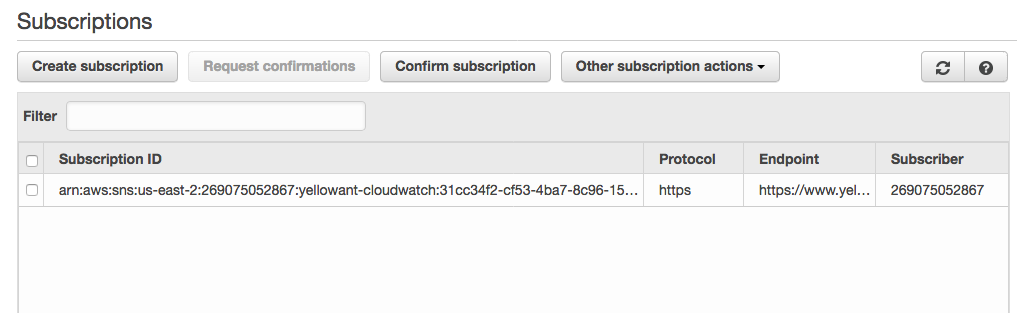 Subscriptions
Create subscription Request confirmations Confirm subscription Other subscription actions
Filter
Subscription ID Protocol Endpoint Subscriber
arn:aws:sns:us-east-2:269075052867:yellowant-cloudwatch:31cc34f2-cf53-4ba7-8c96-15... https https://www.yel... 269075052867